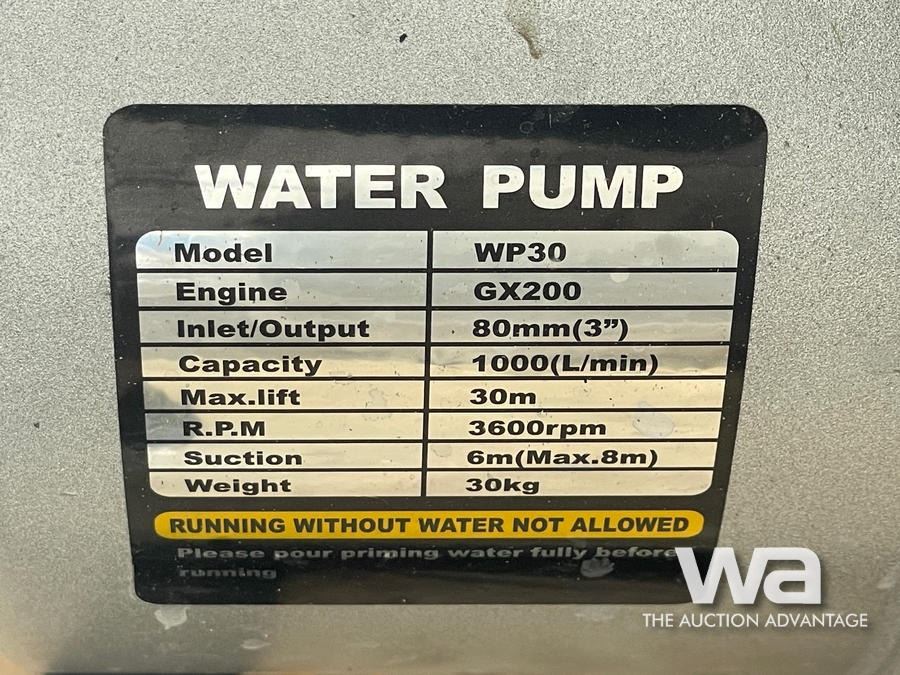 WATER PUMP
Model WP30
Engine GX200
Inlet/Output 80mm(3”)
Capacity 1000(L/min)
Max.lift 30m
R.P.M 3600rpm
Suction 6m(Max.8m)
Weight 30kg
RUNNING WITHOUT WATER NOT ALLOWED
Please pour priming water fully before
running
wa
THE AUCTION ADVANTAGE